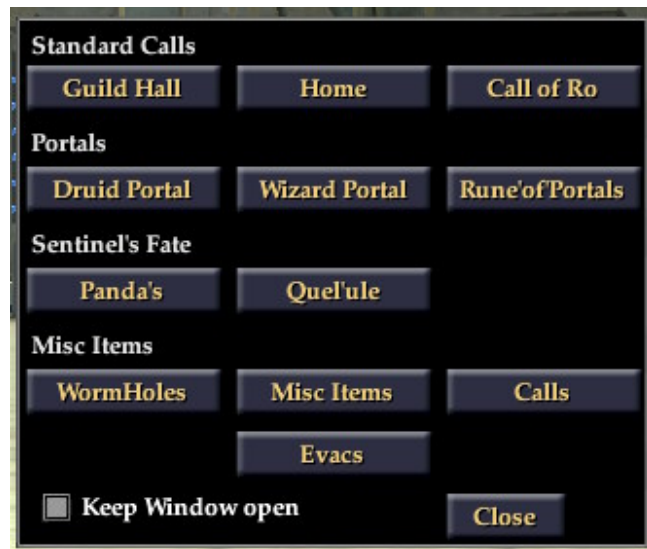 Standard Calls
Guild Hall Home Call of Ro
Portals
Druid Portal Wizard Portal Rune'of'Portals
Sentinel's Fate
Panda's Quel'ule
Misc Items
WormHoles Misc Items Calls
Evacs
Keep Window open Close